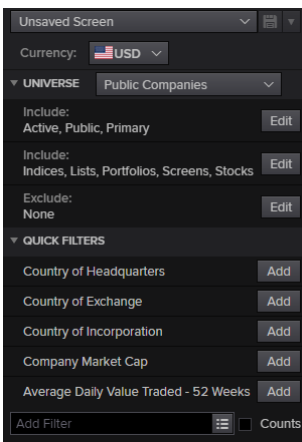 Unsaved Screen
Currency: USD
UNIVERSE Public Companies
Include:
Active, Public, Primary
Edit
Include:
Indices, Lists, Portfolios, Screens, Stocks
Edit
Exclude:
None
Edit
QUICK FILTERS
Country of Headquarters Add
Country of Exchange Add
Country of Incorporation Add
Company Market Cap Add
Average Daily Value Traded - 52 Weeks Add
Add Filter Counts